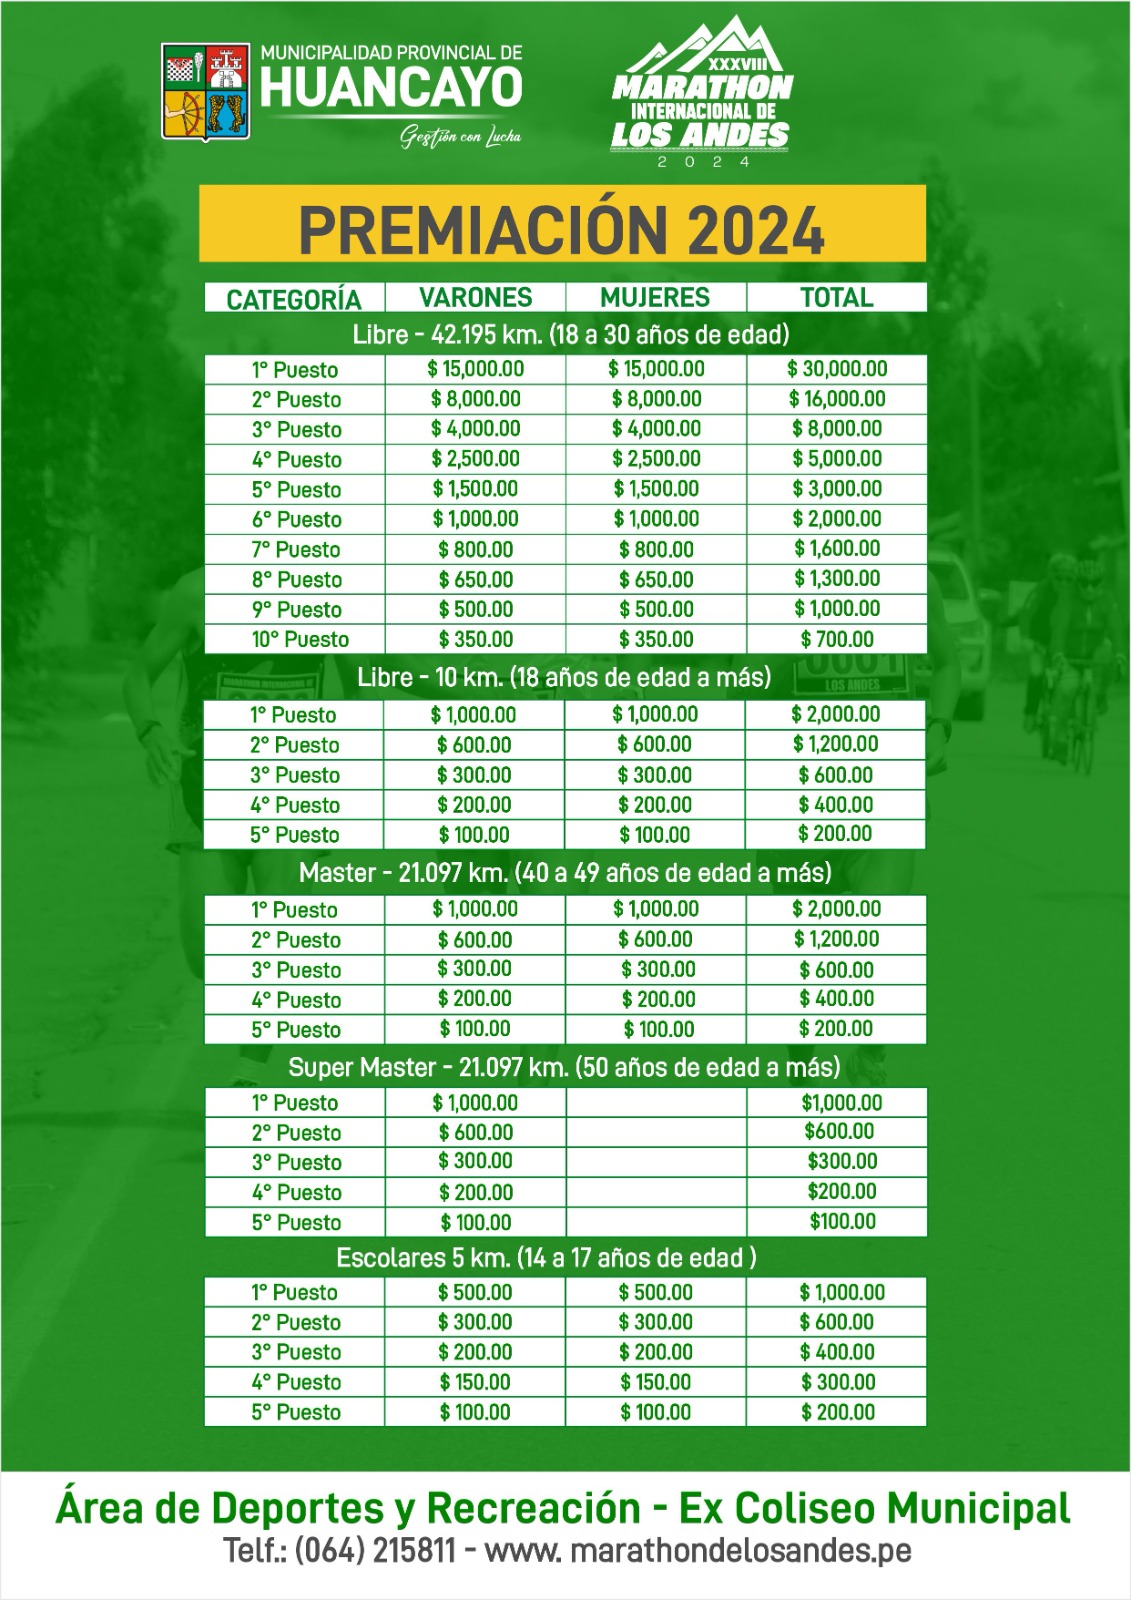 MUNICIPALIDAD PROVINCIAL DE
HUANCAYO
Gestión con Lucha
XXXVIII
MARATHON
INTERNACIONAL DE
LOS ANDES
2024
PREMIACIÓN 2024
CATEGORÍA VARONES MUJERES TOTAL
Libre - 42.195 km. (18 a 30 años de edad)
1° Puesto $ 15,000.00 $ 15,000.00 $ 30,000.00
2° Puesto $ 8,000.00 $ 8,000.00 $ 16,000.00
3° Puesto $ 4,000.00 $ 4,000.00 $ 8,000.00
4° Puesto $ 2,500.00 $ 2,500.00 $ 5,000.00
5° Puesto $ 1,500.00 $ 1,500.00 $ 3,000.00
6° Puesto $ 1,000.00 $ 1,000.00 $ 2,000.00
7° Puesto $ 800.00 $ 800.00 $ 1,600.00
8° Puesto $ 650.00 $ 650.00 $ 1,300.00
9° Puesto $ 500.00 $ 500.00 $ 1,000.00
10° Puesto $ 350.00 $ 350.00 $ 700.00
LOS ANDES
Libre - 10 km. (18 años de edad a más)
1° Puesto $ 1,000.00 $ 1,000.00 $ 2,000.00
2° Puesto $ 600.00 $ 600.00 $ 1,200.00
3° Puesto $ 300.00 $ 300.00 $ 600.00
4° Puesto $ 200.00 $ 200.00 $ 400.00
5° Puesto $ 100.00 $ 100.00 $ 200.00
Master - 21.097 km. (40 a 49 años de edad a más)
1° Puesto $ 1,000.00 $ 1,000.00 $ 2,000.00
2° Puesto $ 600.00 $ 600.00 $ 1,200.00
3° Puesto $ 300.00 $ 300.00 $ 600.00
4° Puesto $ 200.00 $ 200.00 $ 400.00
5° Puesto $ 100.00 $ 100.00 $ 200.00
Super Master - 21.097 km. (50 años de edad a más)
1° Puesto $ 1,000.00 $1,000.00
2° Puesto $ 600.00 $600.00
3° Puesto $ 300.00 $300.00
4° Puesto $ 200.00 $200.00
5° Puesto $ 100.00 $100.00
Escolares 5 km. (14 a 17 años de edad )
1° Puesto $ 500.00 $ 500.00 $ 1,000.00
2° Puesto $ 300.00 $ 300.00 $ 600.00
3° Puesto $ 200.00 $ 200.00 $ 400.00
4° Puesto $ 150.00 $ 150.00 $ 300.00
5° Puesto $ 100.00 $ 100.00 $ 200.00
Área de Deportes y Recreación - Ex Coliseo Municipal
Telf.: (064) 215811 - www. marathondelosandes.pe